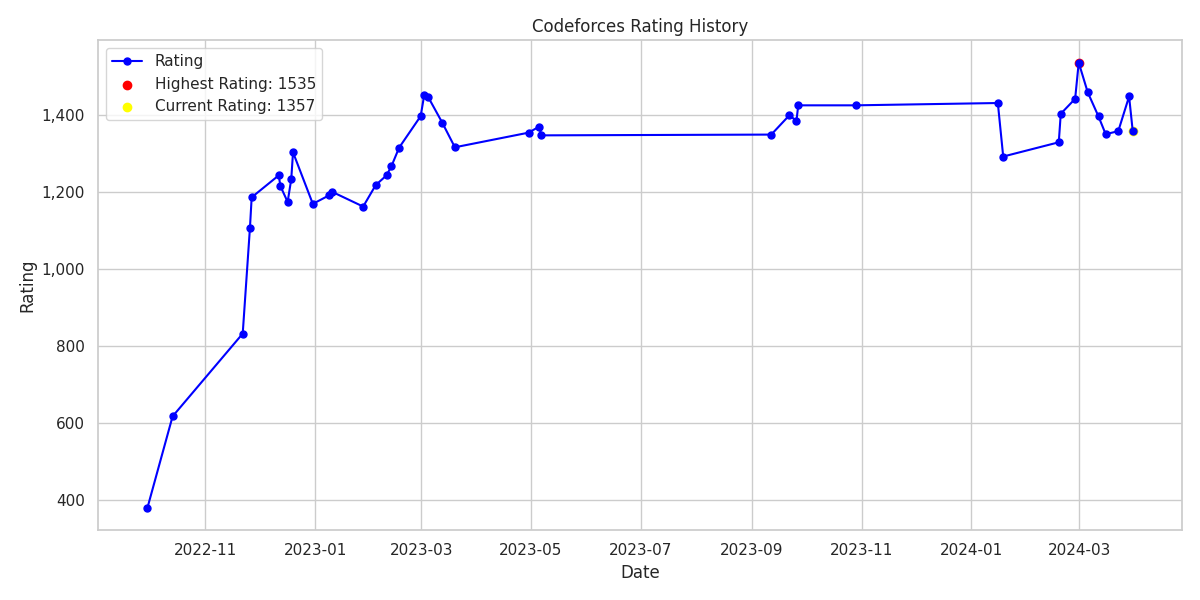 Codeforces Rating History
Rating
Highest Rating: 1535
Current Rating: 1357
Rating
1,400
1,200
1,000
800
600
400
2022-11 2023-01 2023-03 2023-05 2023-07 2023-09 2023-11 2024-01 2024-03
Date